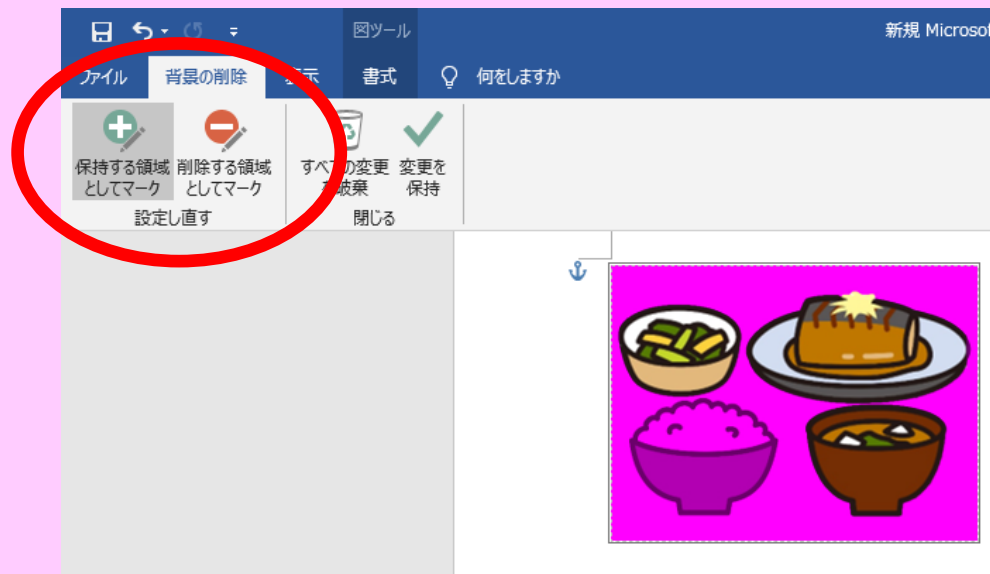 図ツール
新規 Microsoft
ファイル 背景の削除 表示 書式 何をしますか
保持する領域 削除する領域 すべての変更 変更を
としてマーク としてマーク を破棄 保持
設定し直す 閉じる